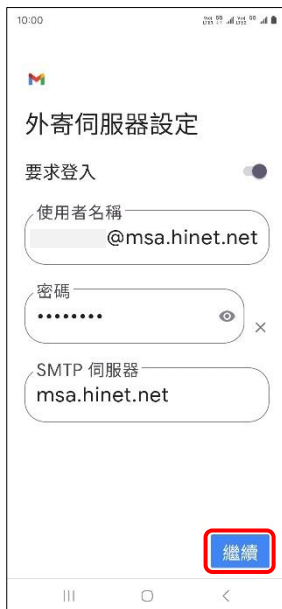 10:00
外寄伺服器設定
要求登入
使用者名稱
@msa.hinet.net
密碼
••••••••
SMTP 伺服器
msa.hinet.net
繼續